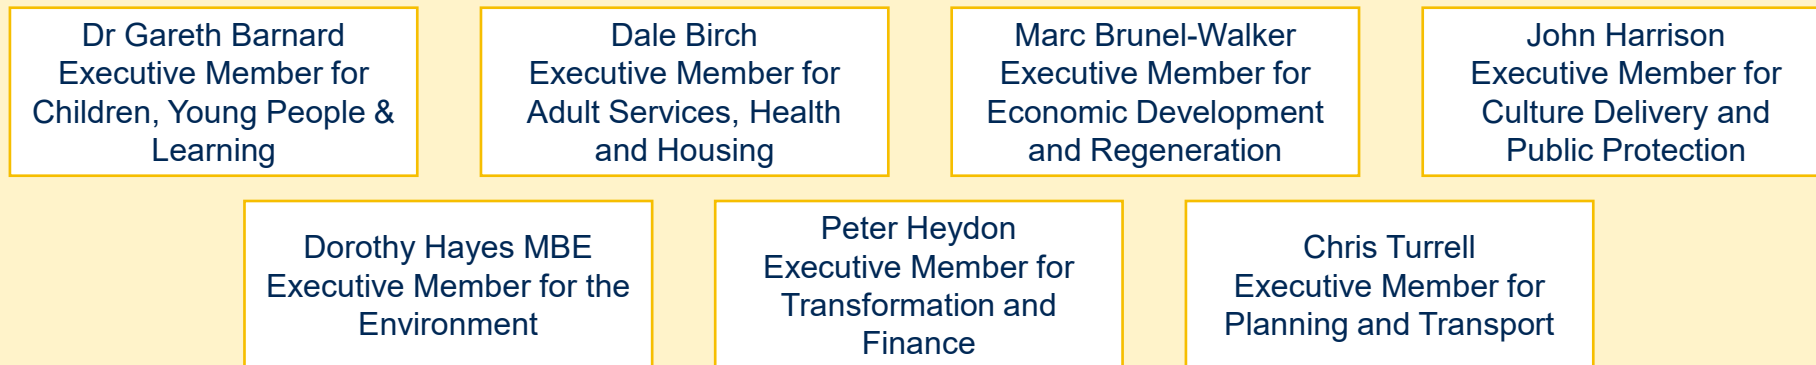 Dr Gareth Barnard
Executive Member for
Children, Young People &
Learning
Dale Birch
Executive Member for
Adult Services, Health
and Housing
Marc Brunel-Walker
Executive Member for
Economic Development
and Regeneration
John Harrison
Executive Member for
Culture Delivery and
Public Protection
Dorothy Hayes MBE
Executive Member for the
Environment
Peter Heydon
Executive Member for
Transformation and
Finance
Chris Turrell
Executive Member for
Planning and Transport